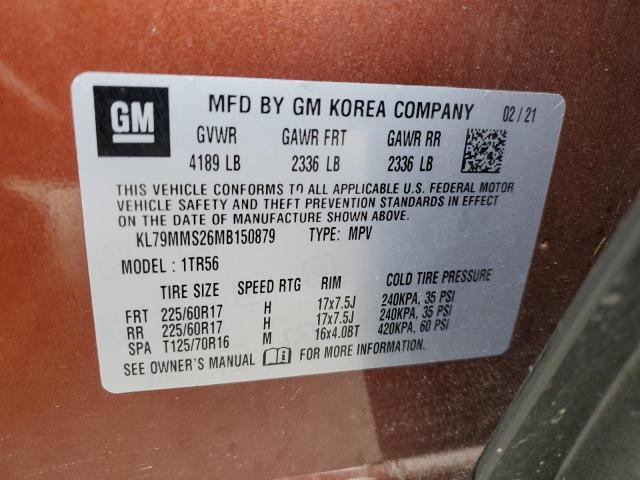 GM
MFD BY GM KOREA COMPANY 02 / 21
GVWR GAWR FRT GAWR RR
4189 LB 2336 LB 2336 LB
THIS VEHICLE CONFORMS TO ALL APPLICABLE U.S. FEDERAL MOTOR
VEHICLE SAFETY AND THEFT PREVENTION STANDARDS IN EFFECT
ON THE DATE OF MANUFACTURE SHOWN ABOVE.
KL79MMS26MB150879 TYPE: MPV
MODEL : 1TR56
TIRE SIZE SPEED RTG RIM COLD TIRE PRESSURE
FRT 225/60R17 H 17x7.5J 240KPA, 35 PSI
RR 225/60R17 H 17x7.5J 240KPA, 35 PSI
SPA T125/70R16 M 16x4.0BT 420KPA, 60 PSI
SEE OWNER'S MANUAL FOR MORE INFORMATION.